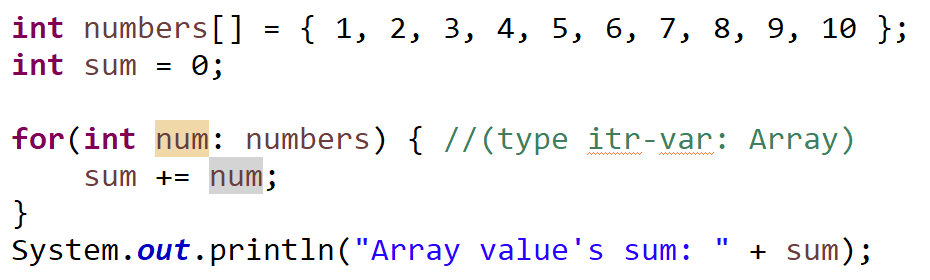 int numbers[] = { 1, 2, 3, 4, 5, 6, 7, 8, 9, 10 };
int sum = 0;
for(int num: numbers) { //(type itr-var: Array)
sum += num;
}
System.out.println("Array value's sum: " + sum);